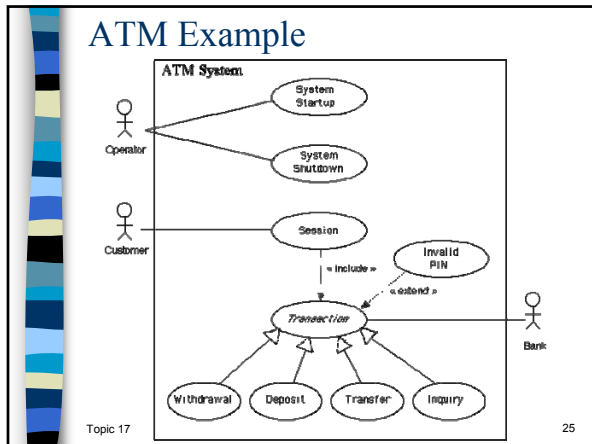 ATM Example
ATM System
System
Startup
Operator
System
Shutdown
Customer
Session
Invalid
PIN
« include »
« extend »
Transaction
Bank
Withdrawal
Deposit
Transfer
Inquiry
Topic 17
25